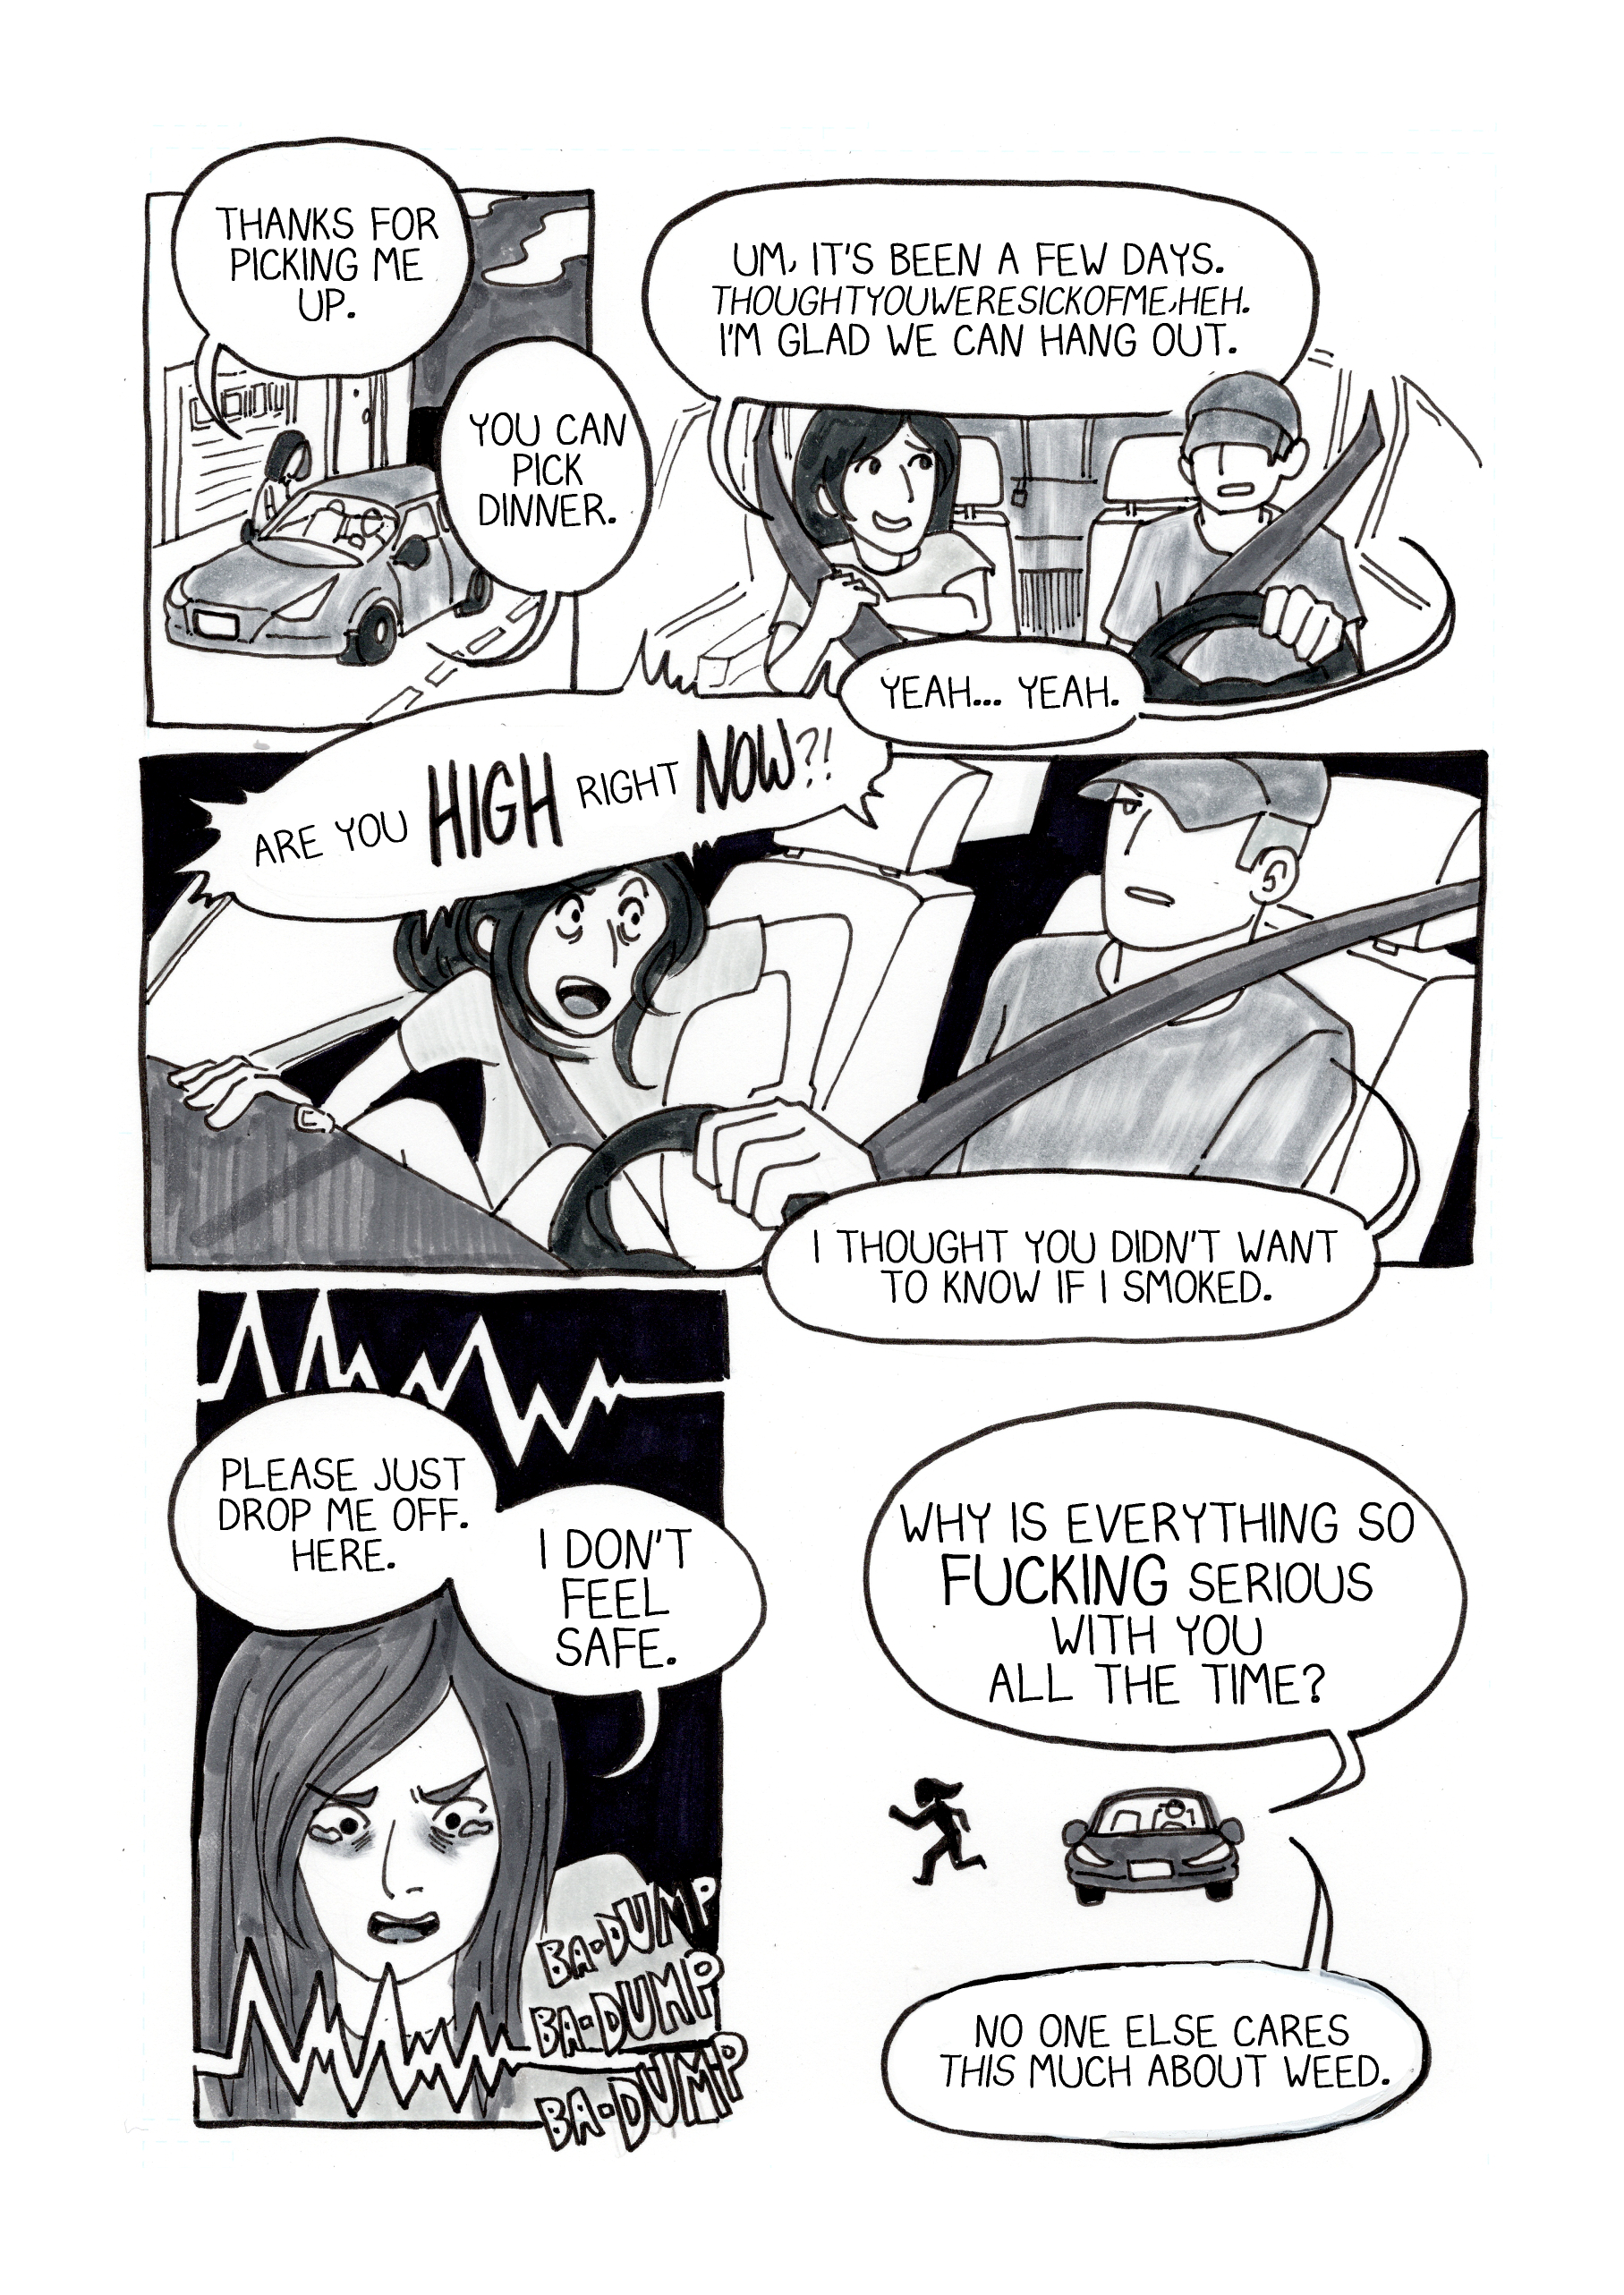 THANKS FOR
PICKING ME
UP.
YOU CAN
PICK
DINNER.
UM, IT'S BEEN A FEW DAYS.
THOUGHTYOUWERESICKOFME,HEH.
I'M GLAD WE CAN HANG OUT.
YEAH... YEAH.
ARE YOU HIGH RIGHT NOW?!
I THOUGHT YOU DIDN'T WANT
TO KNOW IF I SMOKED.
PLEASE JUST
DROP ME OFF.
HERE.
I DON'T
FEEL
SAFE.
BA-DUMP
BA-DUMP
BA-DUMP
WHY IS EVERYTHING SO
FUCKING SERIOUS
WITH YOU
ALL THE TIME?
NO ONE ELSE CARES
THIS MUCH ABOUT WEED.